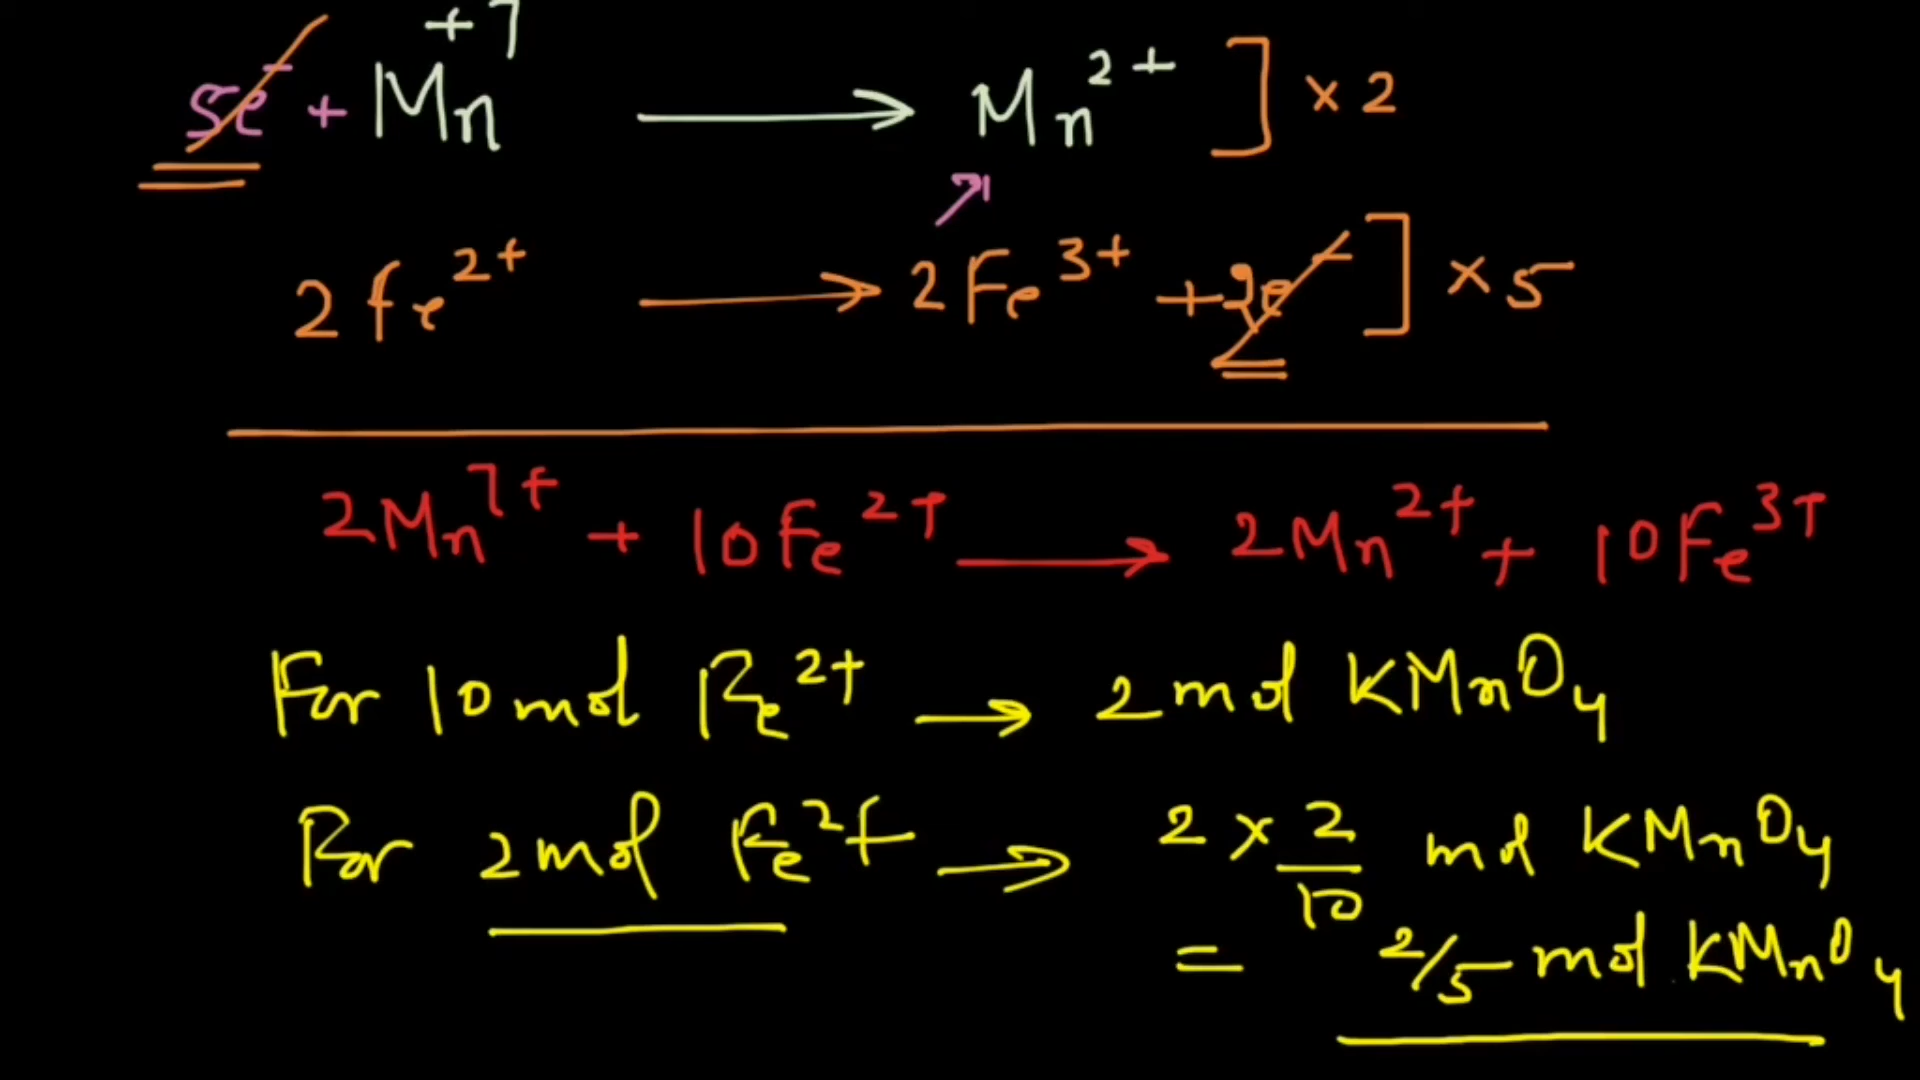 5e⁻ + Mn⁺⁷ → Mn²⁺ ] × 2
2Fe²⁺ → 2Fe³⁺ + 2e⁻ ] × 5
2Mn⁷⁺ + 10Fe²⁺ → 2Mn²⁺ + 10Fe³⁺
For 10 mol Fe²⁺ → 2 mol KMnO₄
For 2 mol Fe²⁺ → 2 × 2/10 mol KMnO₄
= 2/5 mol KMnO₄